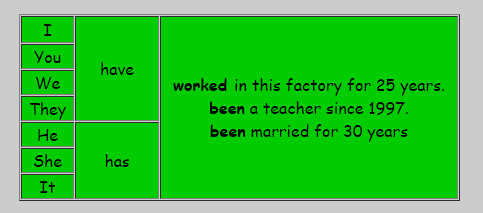 I
You
We
They
have
He
She
It
has
worked in this factory for 25 years.
been a teacher since 1997.
been married for 30 years